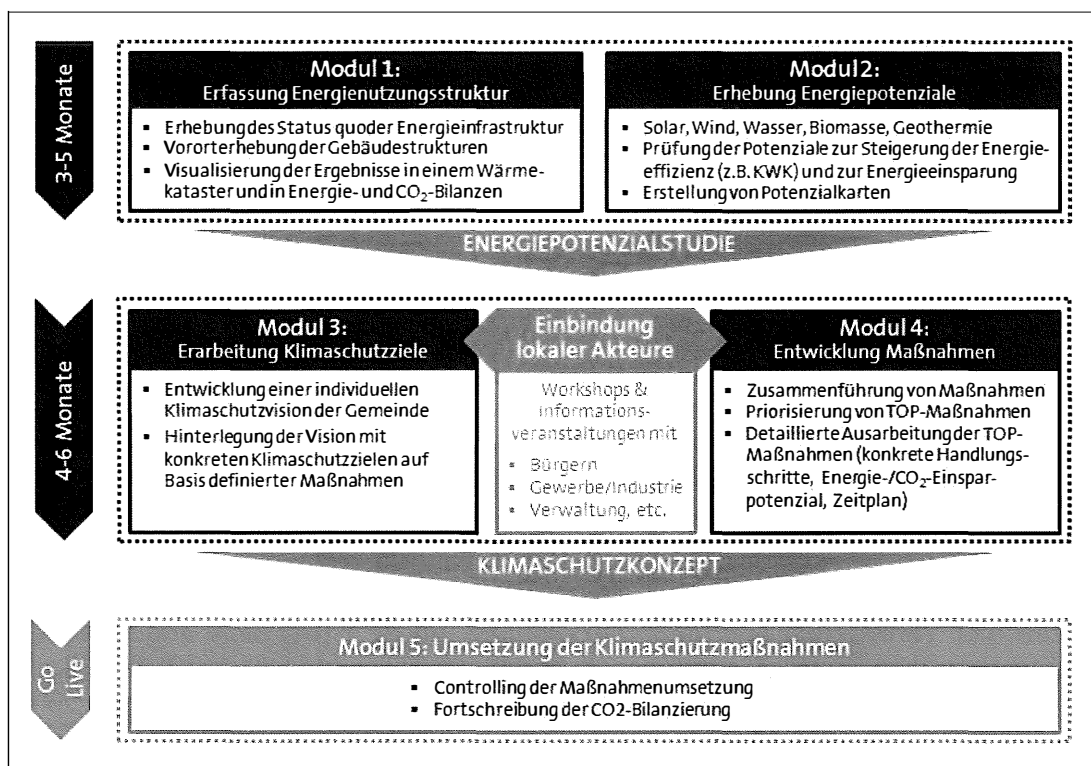 3-5 Monate
Modul 1:
Erfassung Energienutzungsstruktur
▪ Erhebung des Status quo der Energieinfrastruktur
▪ Vororterhebung der Gebäudestrukturen
▪ Visualisierung der Ergebnisse in einem Wärme-
kataster und in Energie- und CO₂-Bilanzen
Modul 2:
Erhebung Energiepotenziale
▪ Solar, Wind, Wasser, Biomasse, Geothermie
▪ Prüfung der Potenziale zur Steigerung der Energie-
effizienz (z.B. KWK) und zur Energieeinsparung
▪ Erstellung von Potenzialkarten
ENERGIEPOTENZIALSTUDIE
4-6 Monate
Modul 3:
Erarbeitung Klimaschutzziele
▪ Entwicklung einer individuellen
Klimaschutzvision der Gemeinde
▪ Hinterlegung der Vision mit
konkreten Klimaschutzzielen auf
Basis definierter Maßnahmen
Einbindung
lokaler Akteure
Workshops &
Informations-
veranstaltungen mit
▪ Bürgern
▪ Gewerbe/Industrie
▪ Verwaltung, etc.
Modul 4:
Entwicklung Maßnahmen
▪ Zusammenführung von Maßnahmen
▪ Priorisierung von TOP-Maßnahmen
▪ Detaillierte Ausarbeitung der TOP-
Maßnahmen (konkrete Handlungs-
schritte, Energie-/CO₂-Einspar-
potenzial, Zeitplan)
KLIMASCHUTZKONZEPT
Go
Live
Modul 5: Umsetzung der Klimaschutzmaßnahmen
▪ Controlling der Maßnahmenumsetzung
▪ Fortschreibung der CO2-Bilanzierung